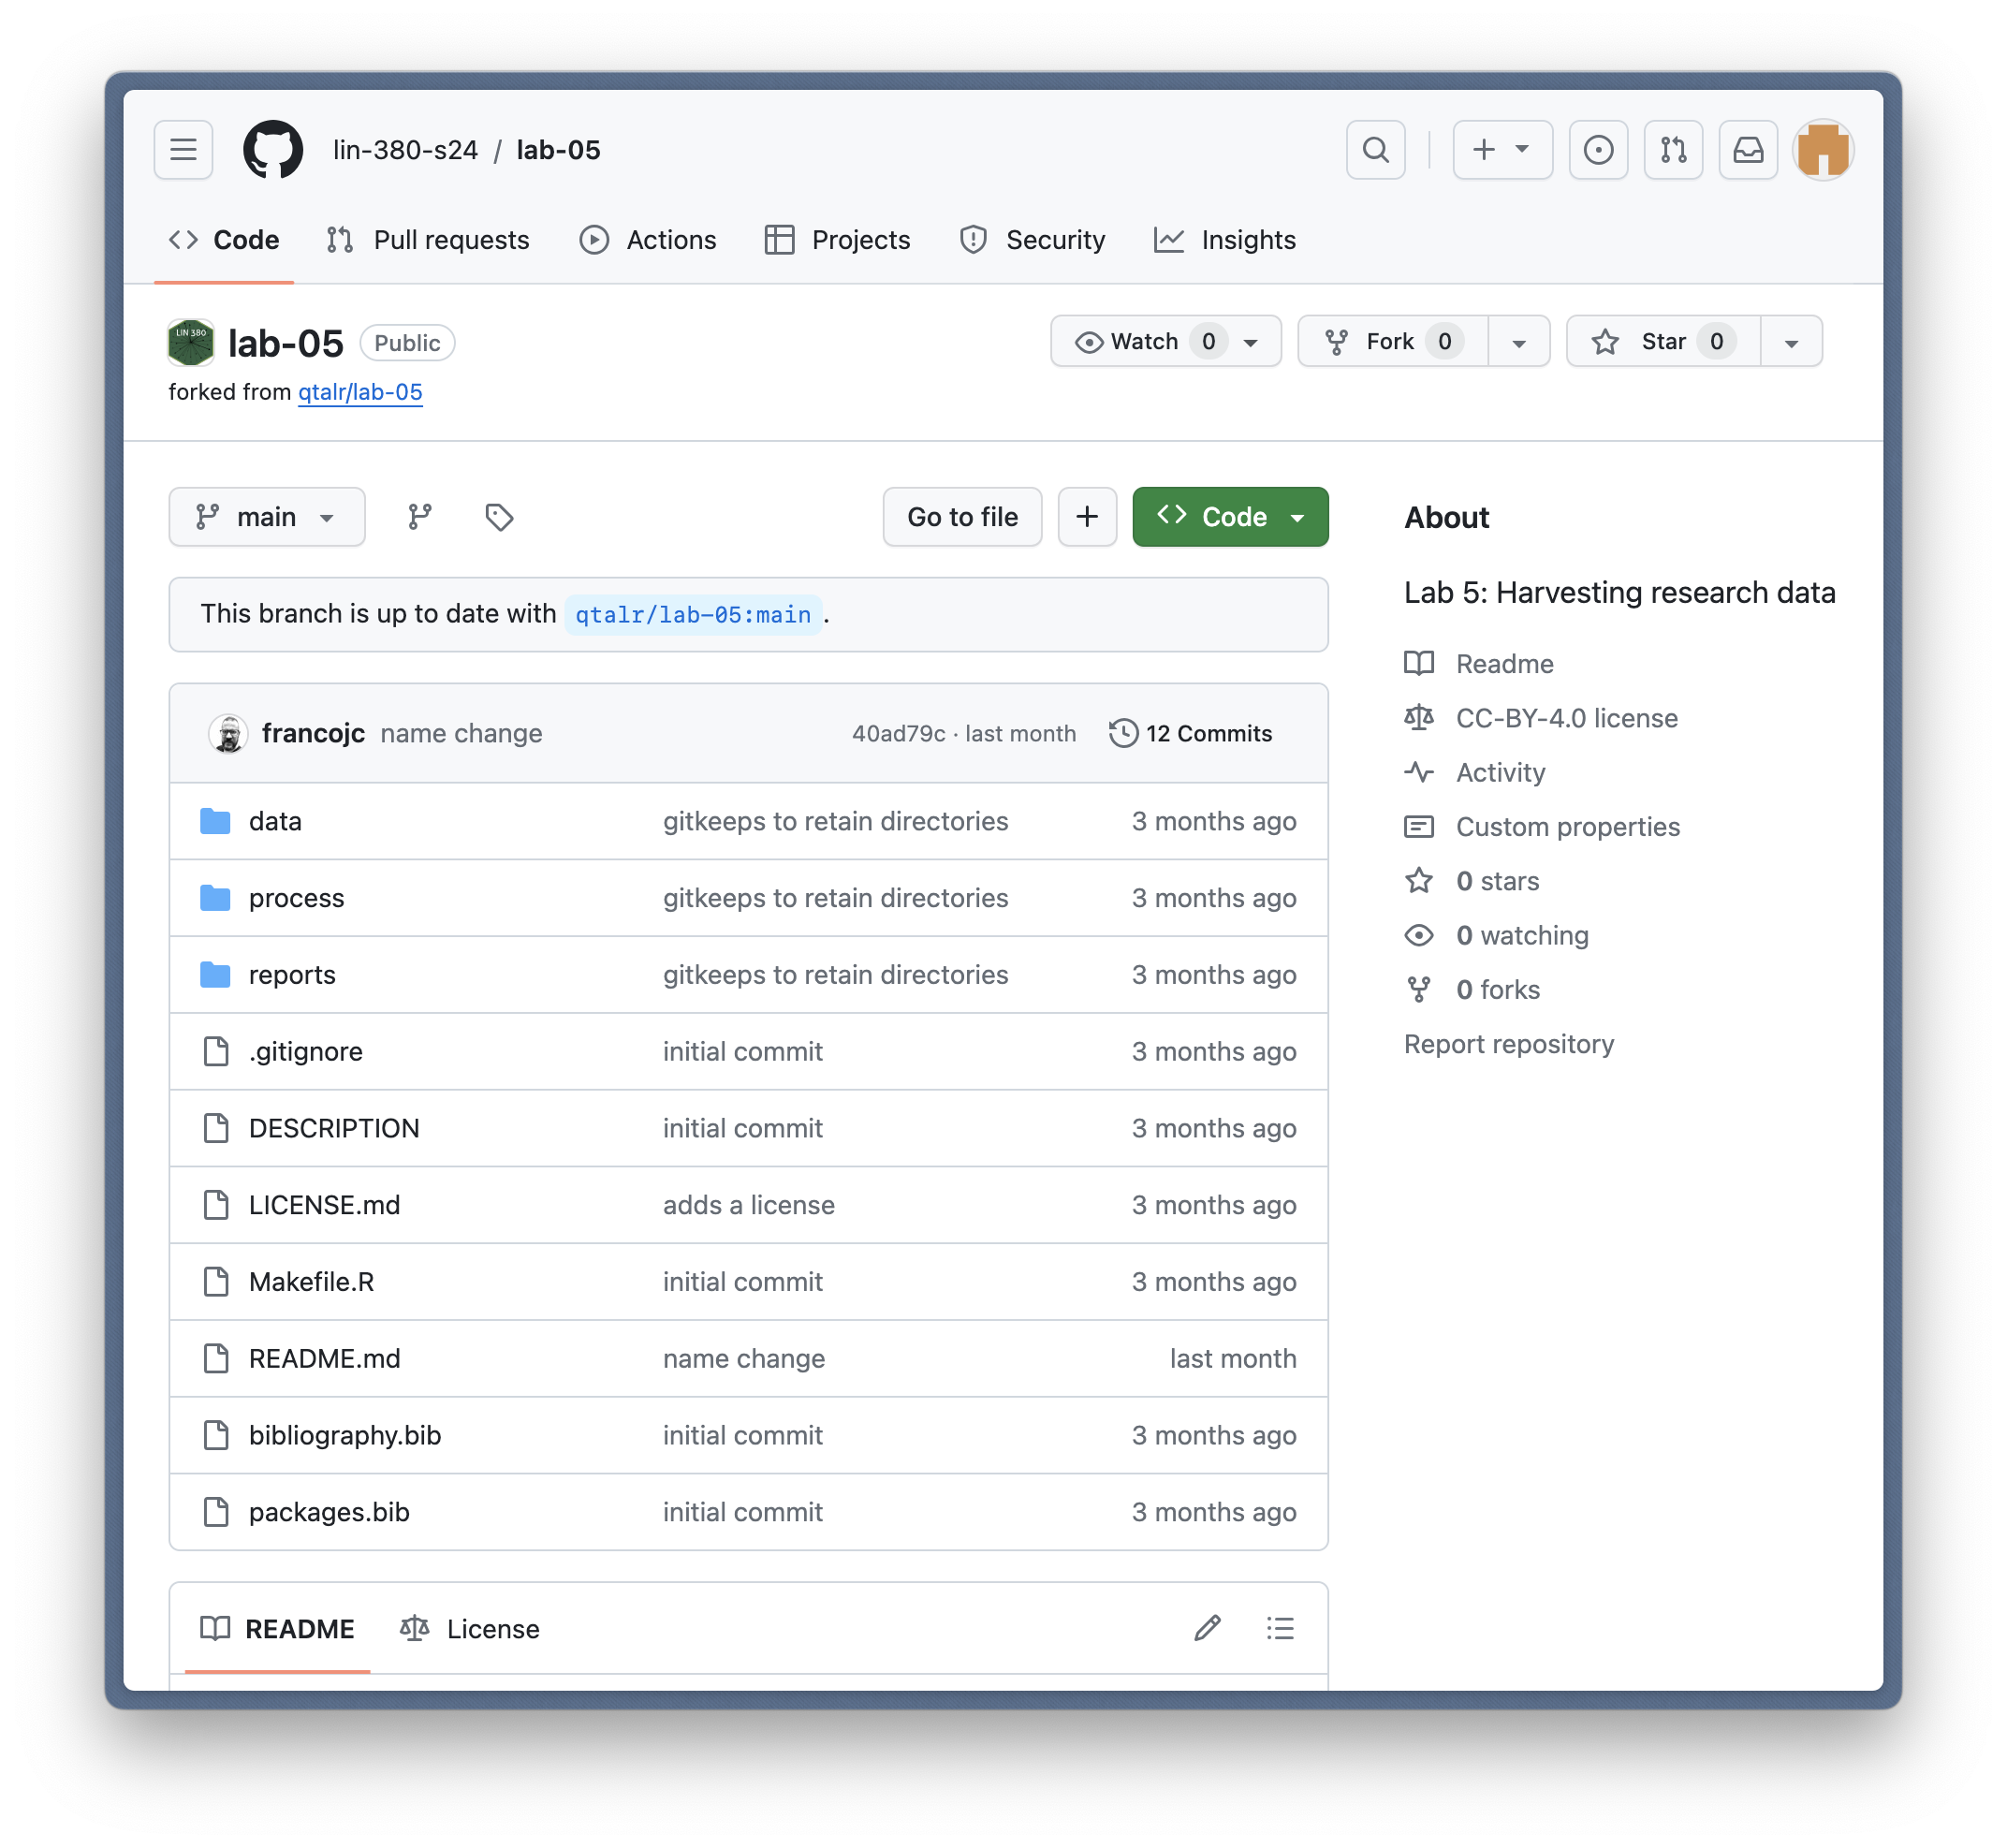 lin-380-s24 / lab-05
Code Pull requests Actions Projects Security Insights
LIN 380
lab-05 Public
Watch 0 Fork 0 Star 0
forked from qtalr/lab-05
main Go to file + Code
About
This branch is up to date with qtalr/lab-05:main.
Lab 5: Harvesting research data
Readme
CC-BY-4.0 license
Activity
Custom properties
0 stars
0 watching
0 forks
Report repository
francojc name change 40ad79c · last month 12 Commits
data gitkeeps to retain directories 3 months ago
process gitkeeps to retain directories 3 months ago
reports gitkeeps to retain directories 3 months ago
.gitignore initial commit 3 months ago
DESCRIPTION initial commit 3 months ago
LICENSE.md adds a license 3 months ago
Makefile.R initial commit 3 months ago
README.md name change last month
bibliography.bib initial commit 3 months ago
packages.bib initial commit 3 months ago
README License